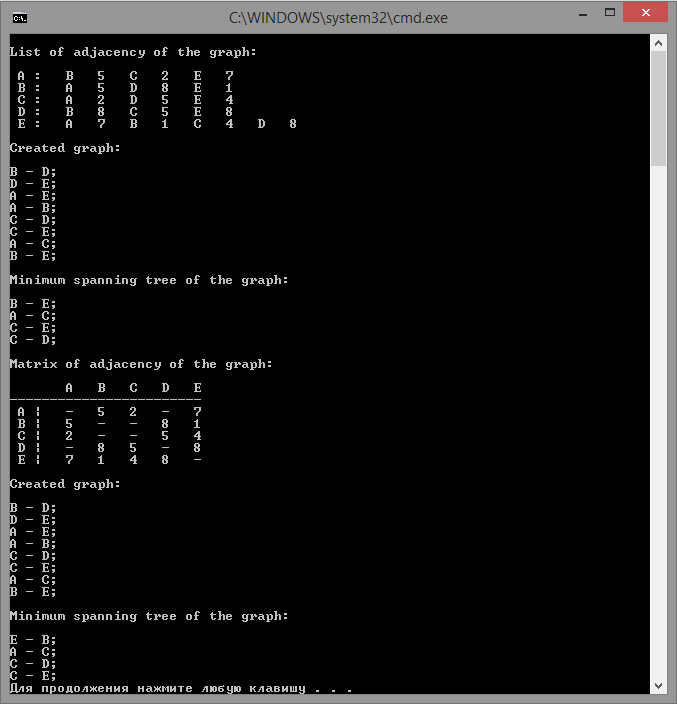 C:\WINDOWS\system32\cmd.exe
List of adjacency of the graph:
A : B 5 C 2 E 7
B : A 5 D 8 E 1
C : A 2 D 5 E 4
D : B 8 C 5 E 8
E : A 7 B 1 C 4 D 8
Created graph:
B - D;
D - E;
A - E;
A - B;
C - D;
C - E;
A - C;
B - E;
Minimum spanning tree of the graph:
B - E;
A - C;
C - E;
C - D;
Matrix of adjacency of the graph:
A B C D E
------------------------
A ¦ - 5 2 - 7
B ¦ 5 - - 8 1
C ¦ 2 - - 5 4
D ¦ - 8 5 - 8
E ¦ 7 1 4 8 -
Created graph:
B - D;
D - E;
A - E;
A - B;
C - D;
C - E;
A - C;
B - E;
Minimum spanning tree of the graph:
E - B;
A - C;
C - D;
C - E;
Для продолжения нажмите любую клавишу . . .